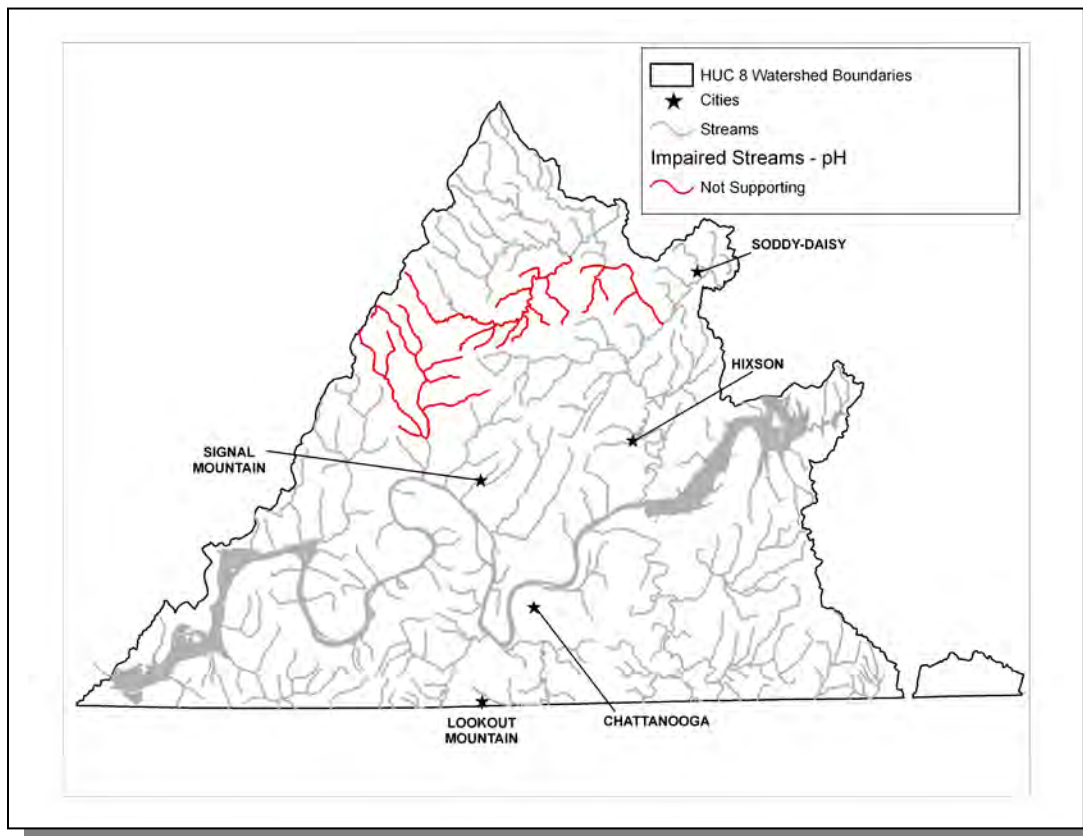 HUC 8 Watershed Boundaries
Cities
Streams
Impaired Streams - pH
Not Supporting
SODDY-DAISY
HIXSON
SIGNAL
MOUNTAIN
LOOKOUT
MOUNTAIN
CHATTANOOGA